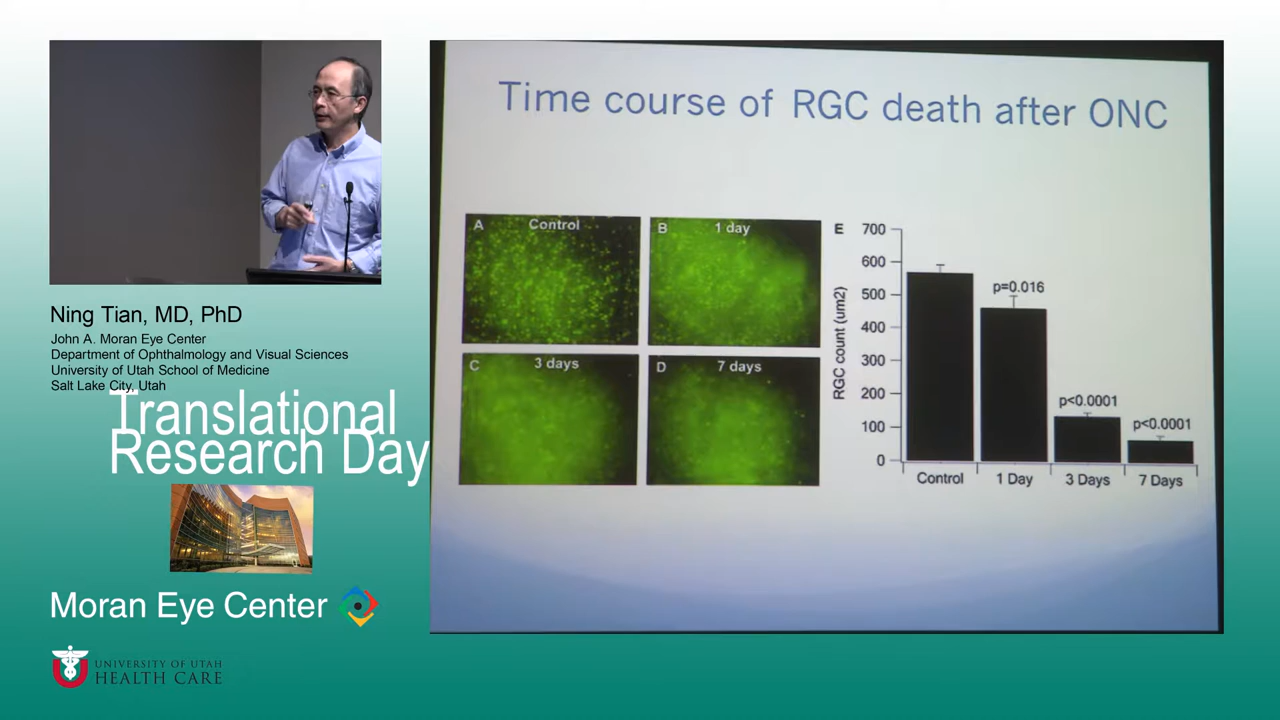 Ning Tian, MD, PhD
John A. Moran Eye Center
Department of Ophthalmology and Visual Sciences
University of Utah School of Medicine
Salt Lake City, Utah
Translational
Research Day
Moran Eye Center
UNIVERSITY OF UTAH
HEALTH CARE
Time course of RGC death after ONC
A Control
B 1 day
C 3 days
D 7 days
E
RGC count (um2)
700
600
500
400
300
200
100
0
p=0.016
p<0.0001
p<0.0001
Control 1 Day 3 Days 7 Days